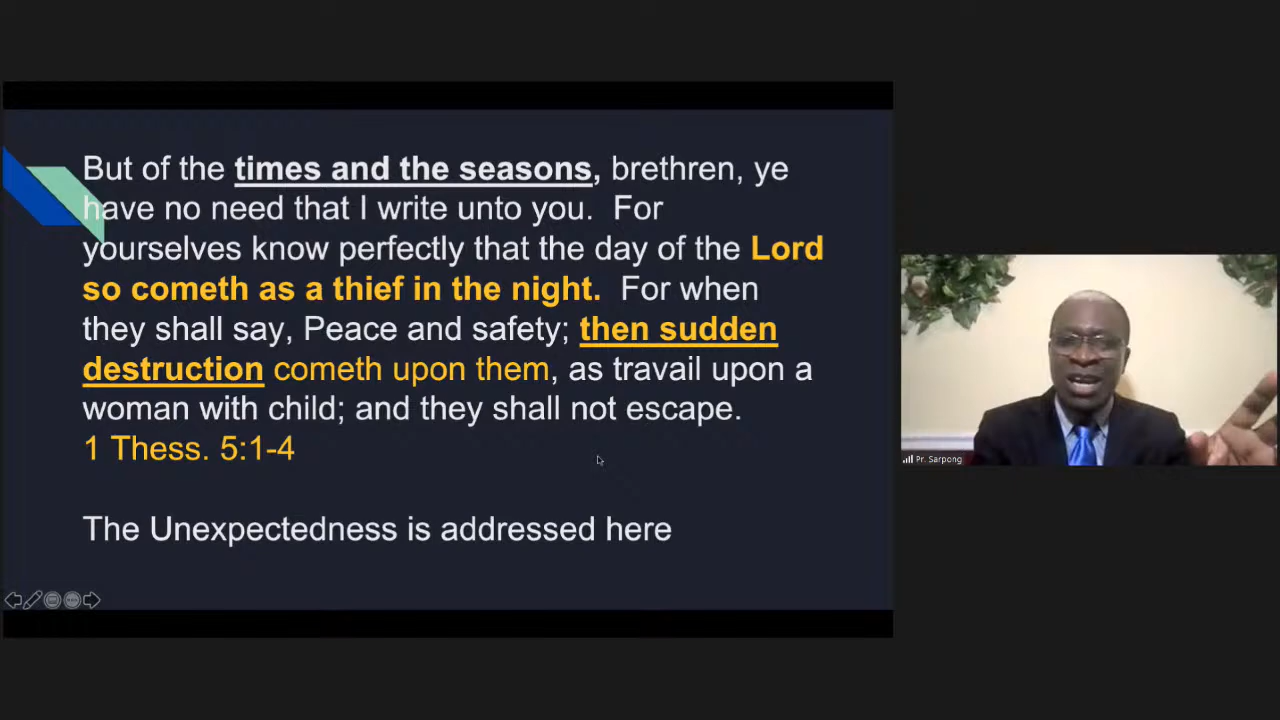 But of the times and the seasons, brethren, ye
have no need that I write unto you. For
yourselves know perfectly that the day of the Lord
so cometh as a thief in the night. For when
they shall say, Peace and safety; then sudden
destruction cometh upon them, as travail upon a
woman with child; and they shall not escape.
1 Thess. 5:1-4
The Unexpectedness is addressed here
Pr. Sarpong